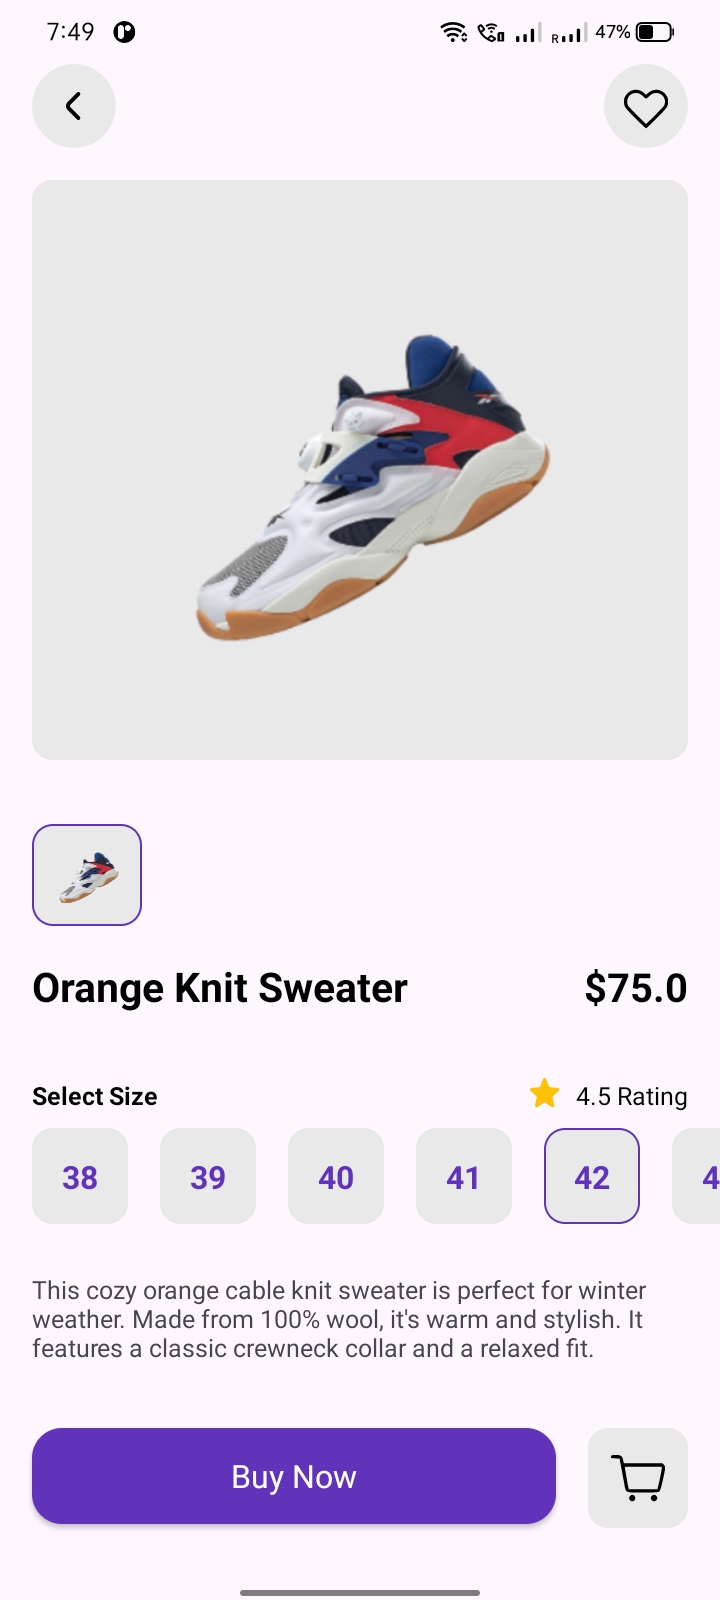 7:49
R
47%
Orange Knit Sweater
$75.0
Select Size
4.5 Rating
38 39 40 41 42 4
This cozy orange cable knit sweater is perfect for winter
weather. Made from 100% wool, it's warm and stylish. It
features a classic crewneck collar and a relaxed fit.
Buy Now